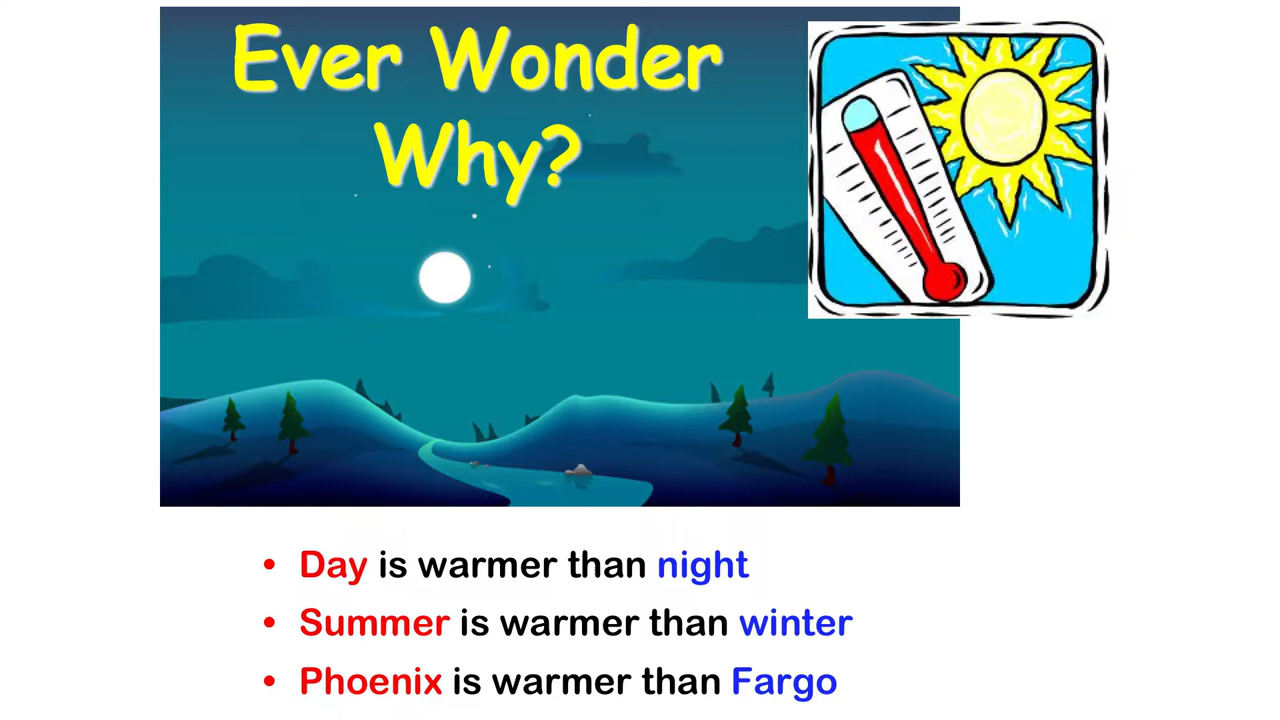 Ever Wonder
Why?
• Day is warmer than night
• Summer is warmer than winter
• Phoenix is warmer than Fargo